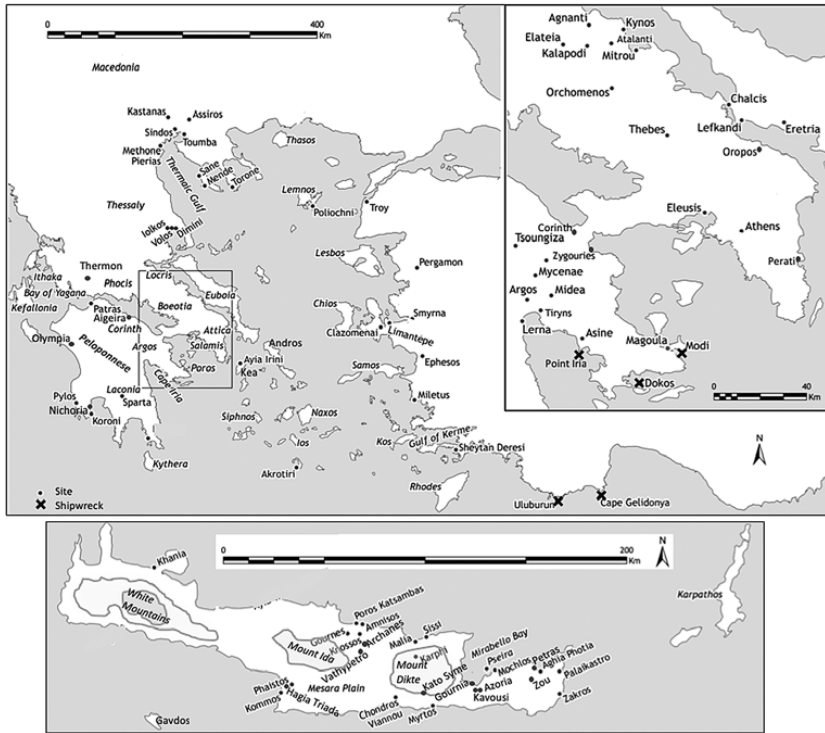 0
400
Km
Macedonia
Kastanas
Assiros
Sindos
Toumba
Methone
Pierias
Thermaic Gulf
Sane
Mende
Torone
Thasos
Lemnos
Poliochni
Troy
Thessaly
Iolkos
Volos
Dimini
Lesbos
Pergamon
Thermon
Locris
Ithaka
Phocis
Bay of Yagana
Kefallonia
Boeotia
Euboia
Chios
Smyrna
Patras
Aigeira
Corinth
Attica
Clazomenai
Limantepe
Olympia
Peloponnese
Argos
Salamis
Andros
Ephesos
Poros
Ayia Irini
Kea
Samos
Cape Iria
Laconia
Sparta
Miletus
Pylos
Nichoria
Koroni
Siphnos
Naxos
Ios
Kos
Gulf of Kerme
Sheytan Deresi
Kythera
Akrotiri
Rhodes
Uluburun
Cape Gelidonya
N
Site
Shipwreck
Agnanti
Kynos
Elateia
Atalanti
Kalapodi
Mitrou
Orchomenos
Chalcis
Thebes
Lefkandi
Eretria
Oropos
Eleusis
Corinth
Athens
Tsoungiza
Zygouries
Perati
Mycenae
Argos
Midea
Tiryns
Lerna
Asine
Magoula
Modi
Point Iria
Dokos
0
40
Km
0
200
Km
N
Khania
White
Mountains
Karpathos
Poros Katsambas
Gournes
Amnisos
Knossos
Archanes
Malia
Sissi
Mount Ida
Vathypetro
Karphi
Mount
Dikte
Mirabello Bay
Pseira
Mochlos
Petras
Aghia Photia
Palaikastro
Phaistos
Mesara Plain
Kato Syme
Gournia
Azoria
Zou
Hagia Triada
Kavousi
Kommos
Chondros
Viannou
Myrtos
Zakros
Gavdos